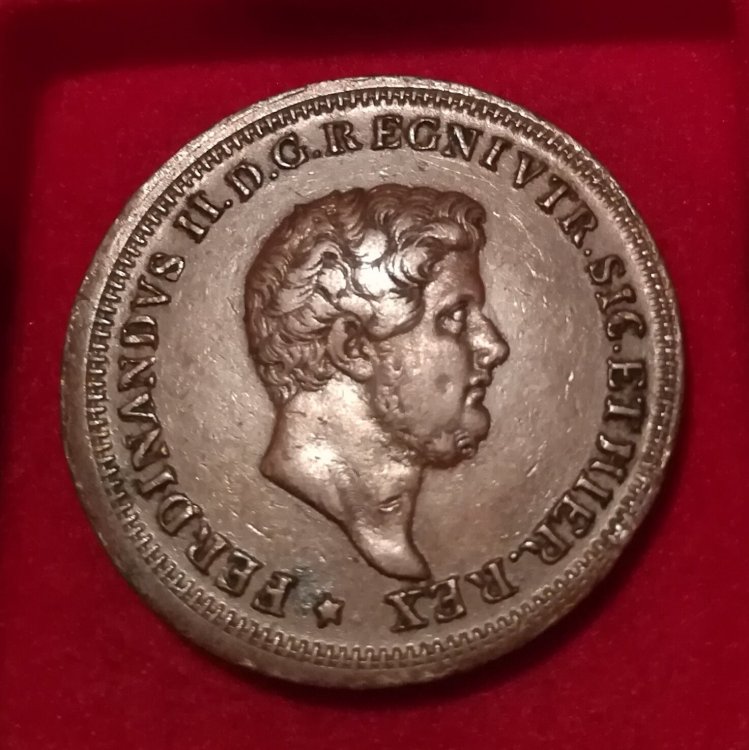 FERDINANDVS II. D. G. REGNI VTR. SIC. ET HIER. REX